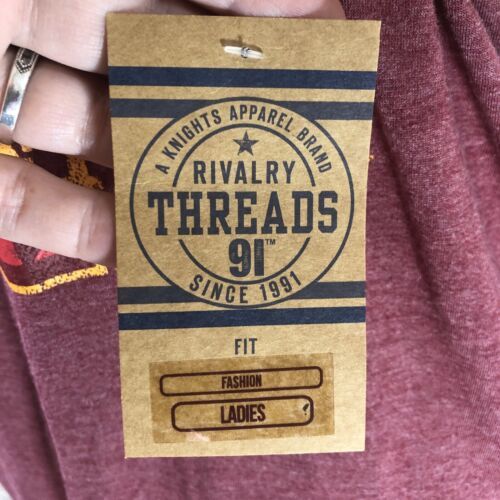 A KNIGHTS APPAREL BRAND
RIVALRY
THREADS
91™
SINCE 1991
FIT
FASHION
LADIES